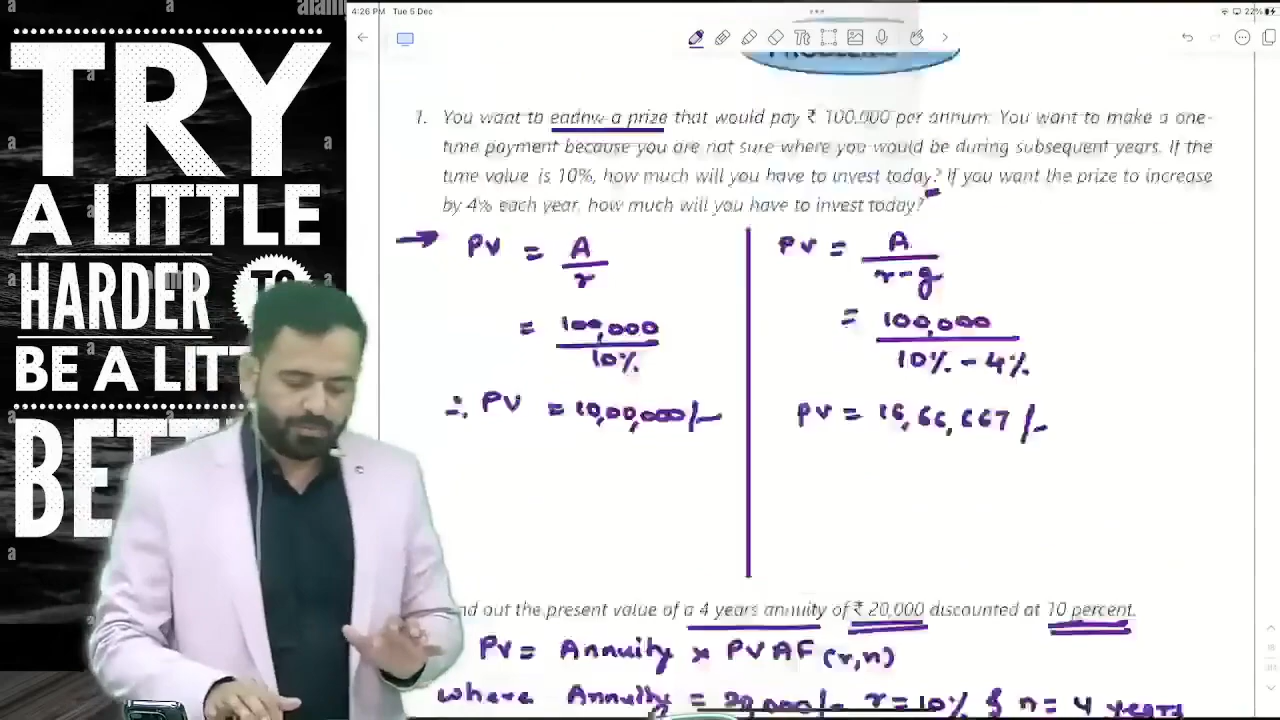 4:26 PM Tue 5 Dec
22%
TRY
A LITTLE
HARDER TO
BE A LIT
BET
a
1. You want to eadnw a prize that would pay ₹ 100.000 per annum. You want to make a one-
time payment because you are not sure where you would be during subsequent years. If the
time value is 10%, how much will you have to invest today? If you want the prize to increase
by 4% each year, how much will you have to invest today?
→ PV = A / r
= 100,000 / 10%
∴ PV = 10,00,000/-
PV = A / r-g
= 100,000 / 10% - 4%
PV = 16,66,667/-
nd out the present value of a 4 years annuity of ₹ 20,000 discounted at 10 percent.
PV = Annuity x PVAF (r,n)
where Annuity = 20,000/- r = 10% & n = 4 years